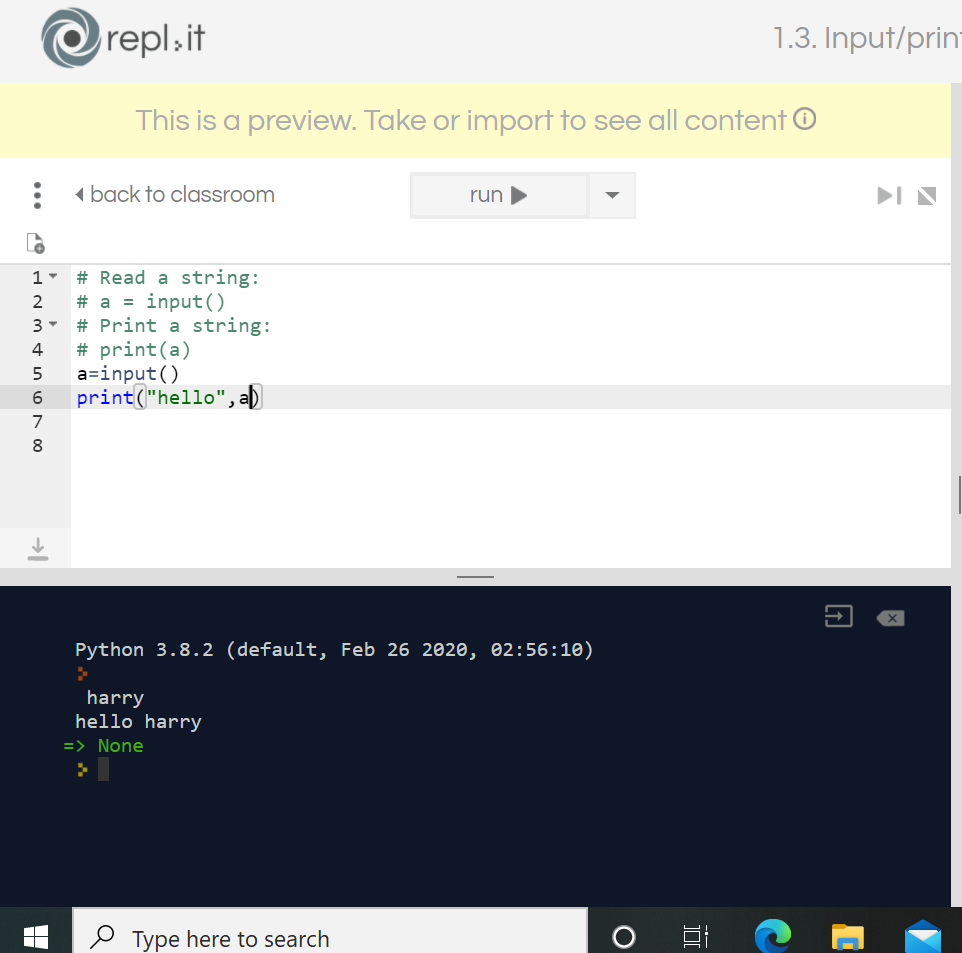 repl.it
1.3. Input/print
This is a preview. Take or import to see all content
back to classroom
run
1 # Read a string:
2 # a = input()
3 # Print a string:
4 # print(a)
5 a=input()
6 print("hello",a)
7
8
Python 3.8.2 (default, Feb 26 2020, 02:56:10)
harry
hello harry
=> None
Type here to search